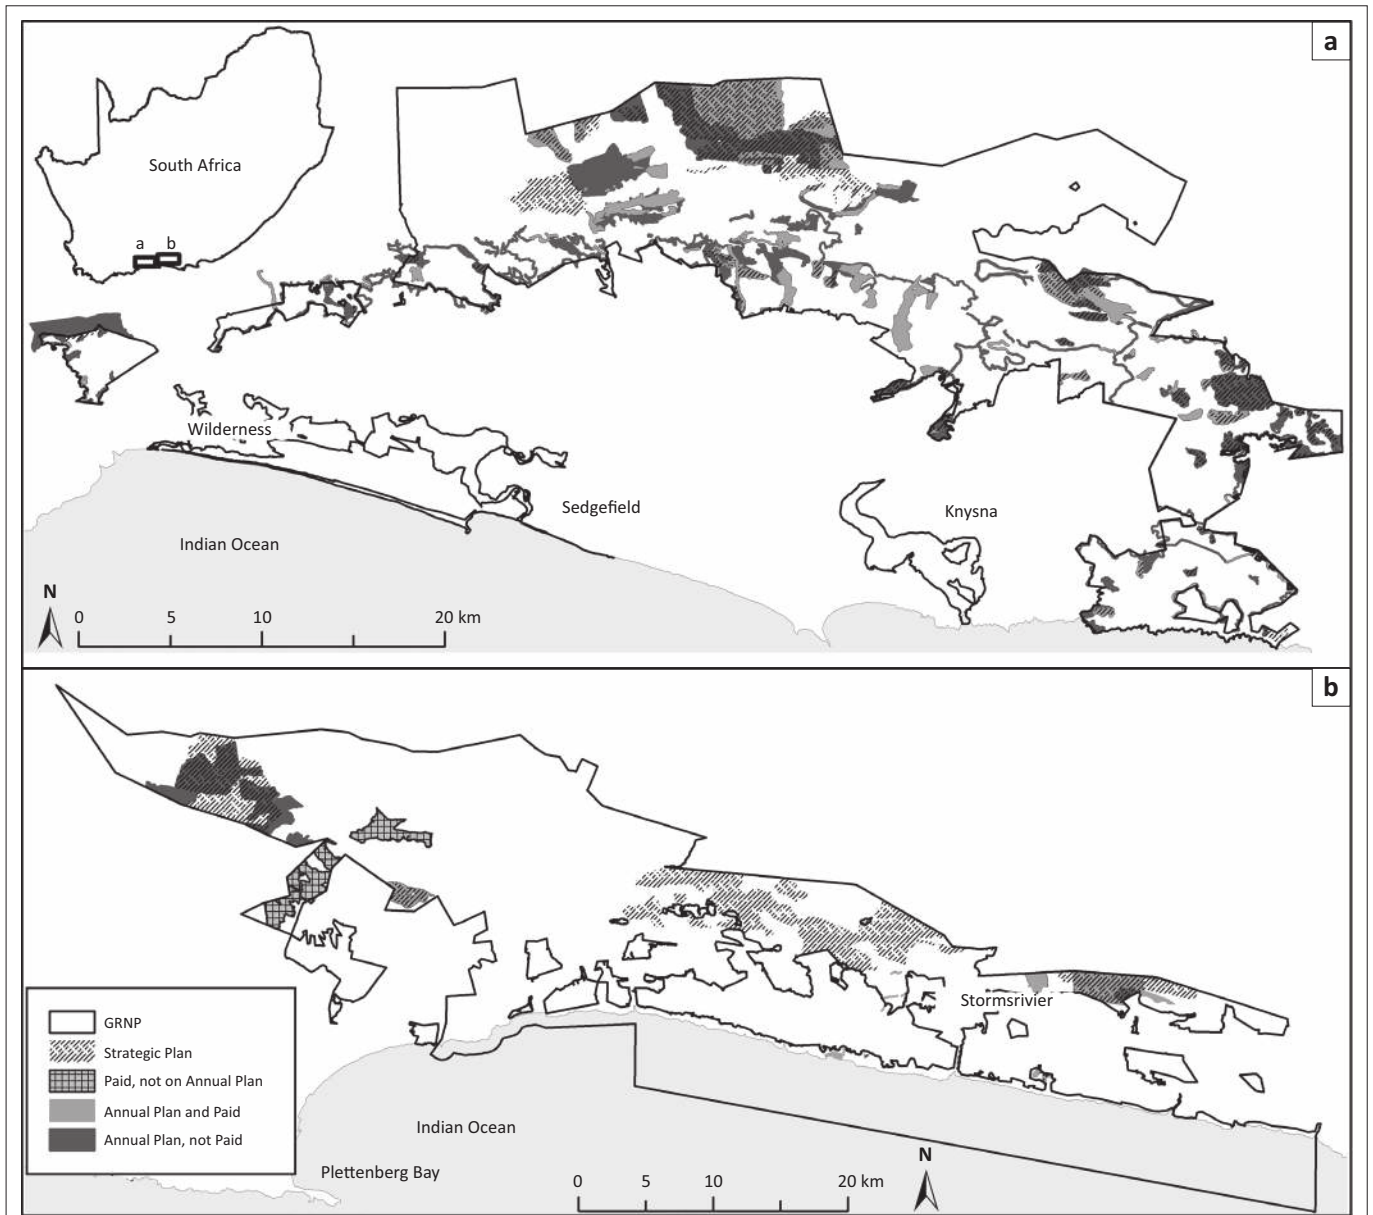 a
South Africa
a
b
Wilderness
Sedgefield
Knysna
Indian Ocean
N
0 5 10 20 km
b
Stormsrivier
GRNP
Strategic Plan
Paid, not on Annual Plan
Annual Plan and Paid
Annual Plan, not Paid
Indian Ocean
Plettenberg Bay
N
0 5 10 20 km